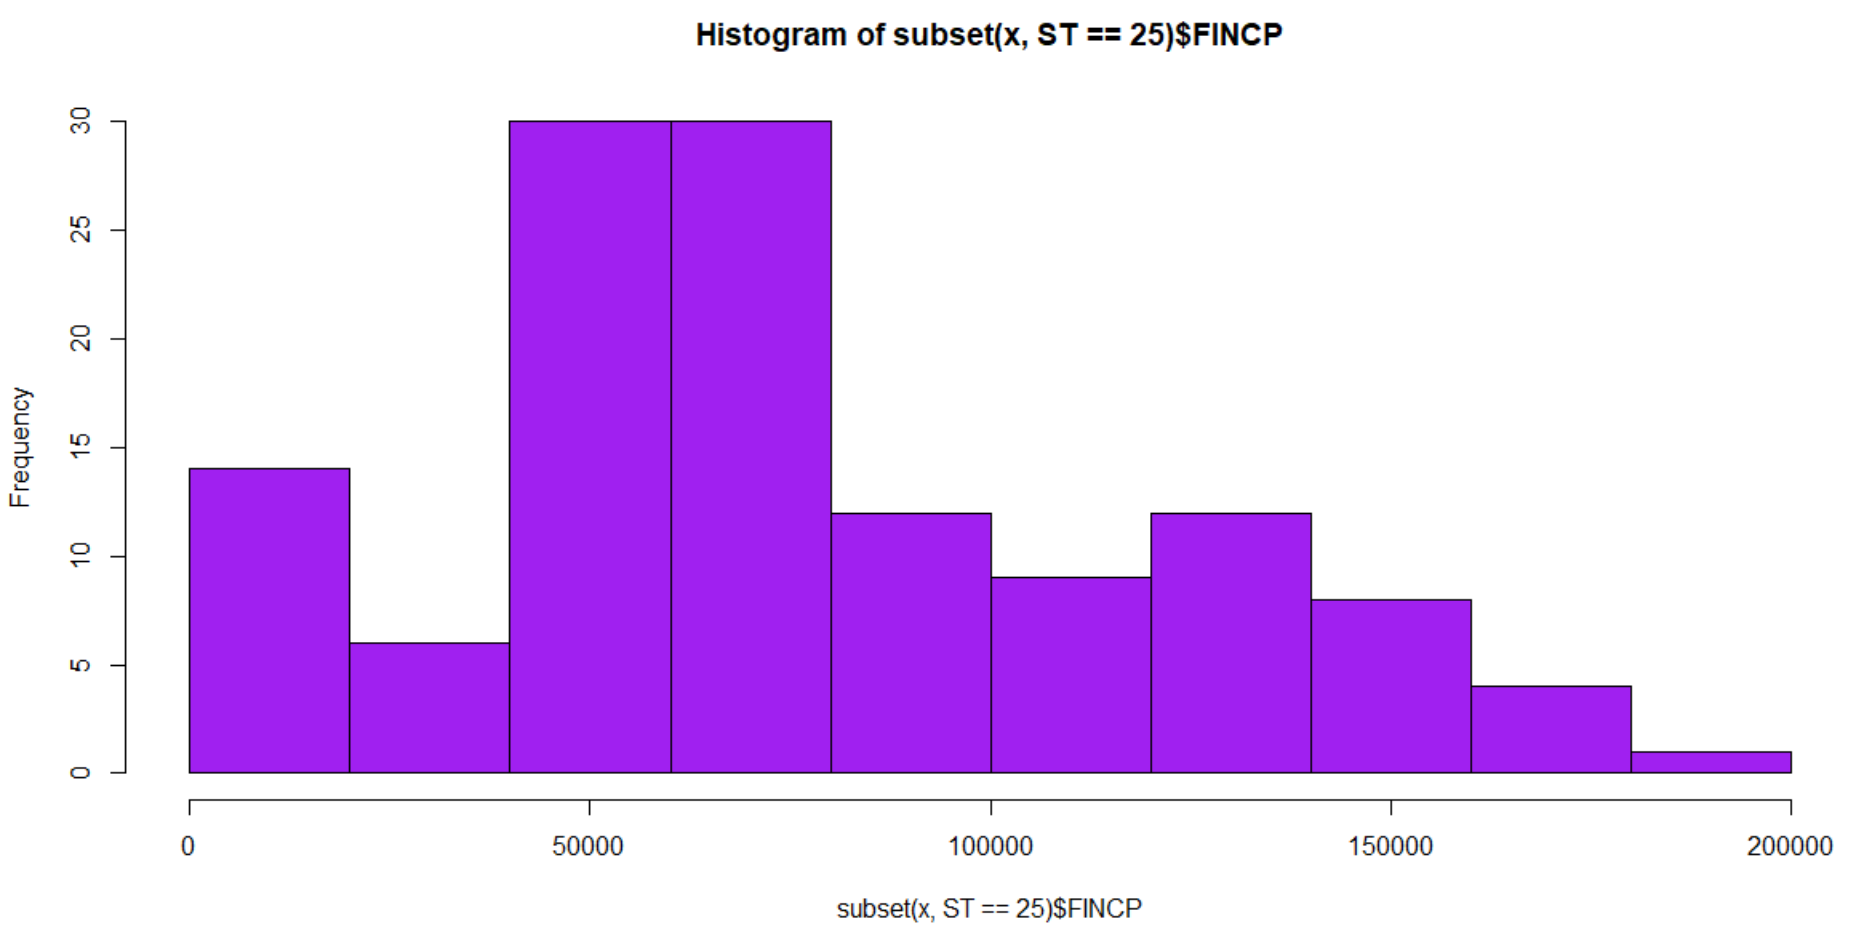 Histogram of subset(x, ST == 25)$FINCP
Frequency
30
25
20
15
10
5
0
0 50000 100000 150000 200000
subset(x, ST == 25)$FINCP